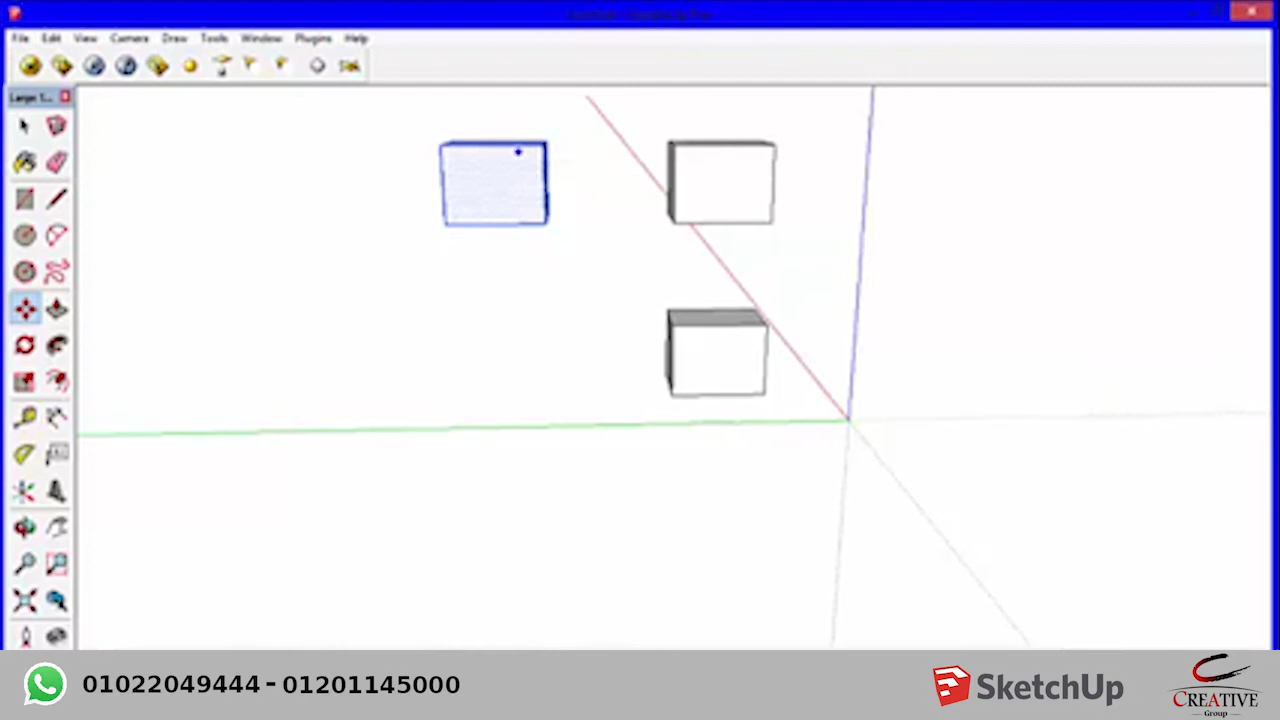 File Edit View Camera Draw Tools Window Plugins Help
Large T...
01022049444 - 01201145000
SketchUp
CREATIVE
Group